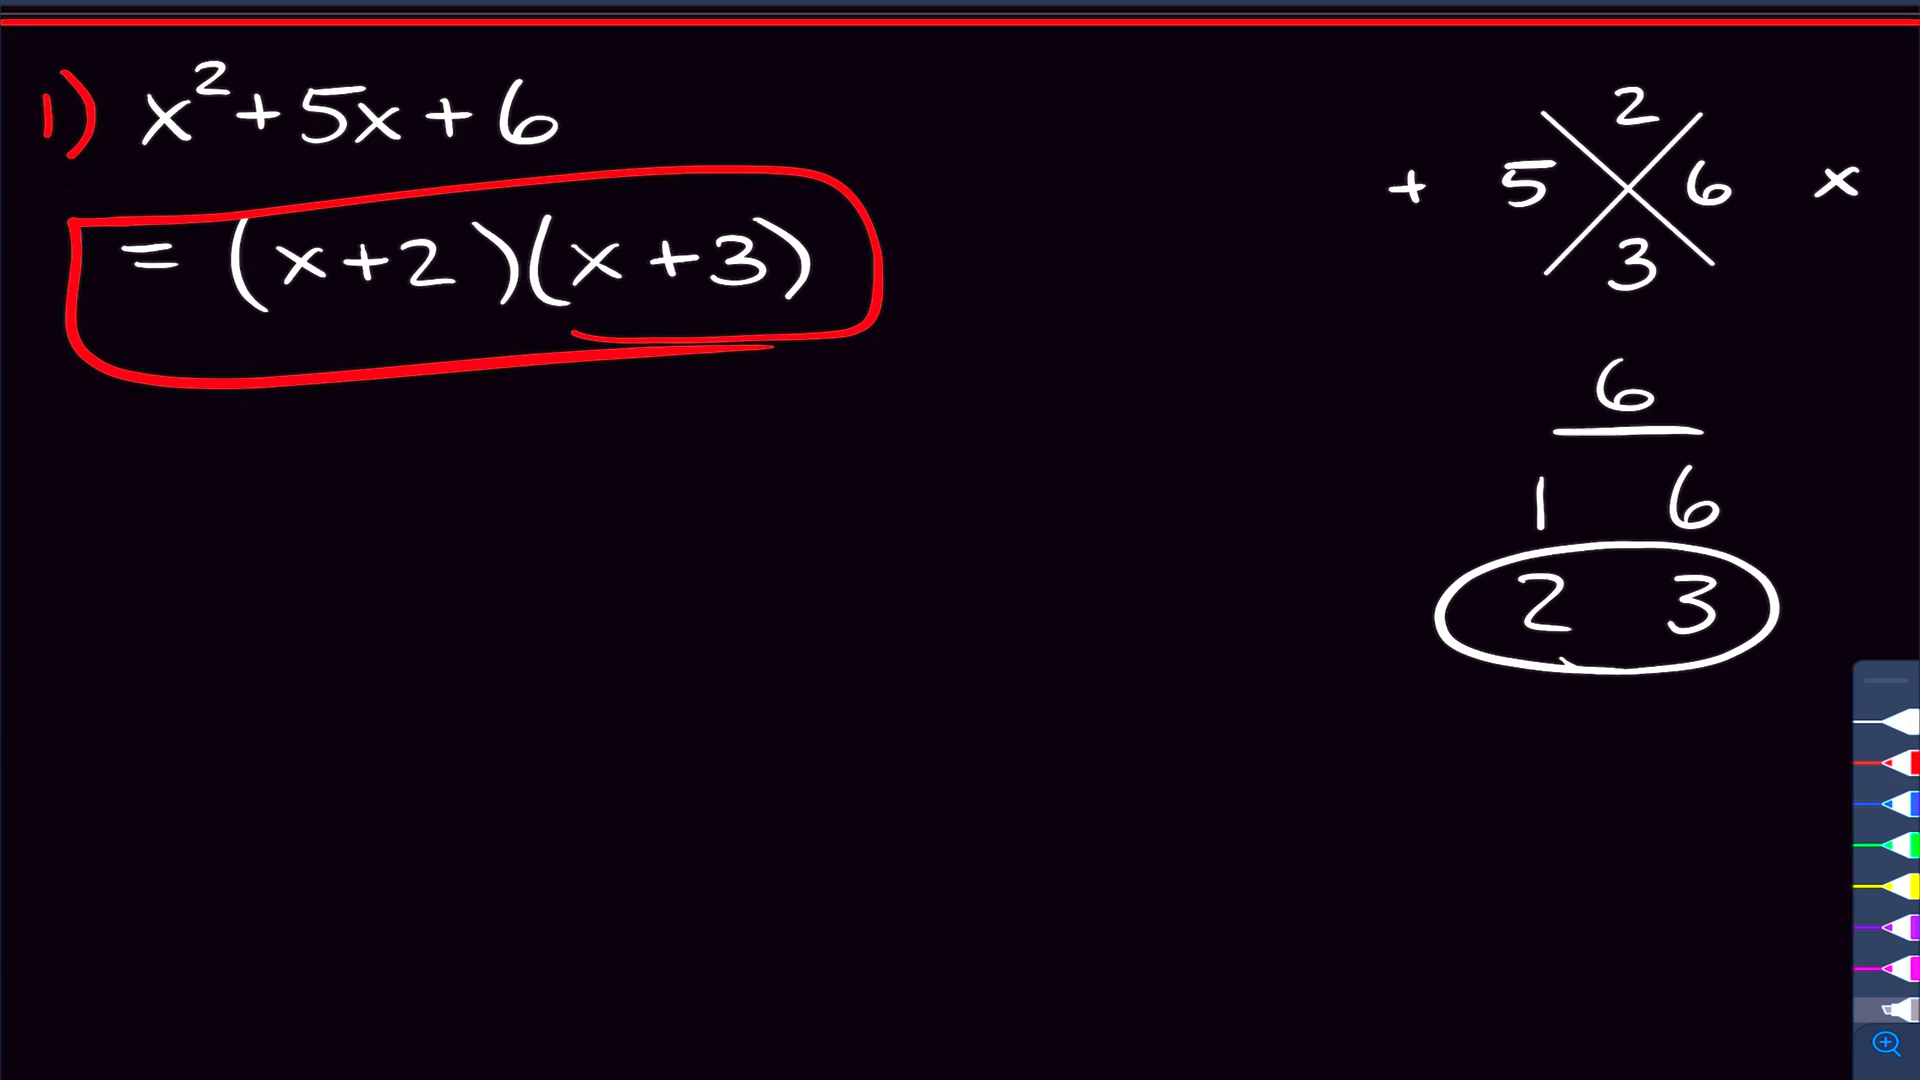 1) x² + 5x + 6
= (x+2)(x+3)
2
+ 5 6 x
3
6
1 6
2 3